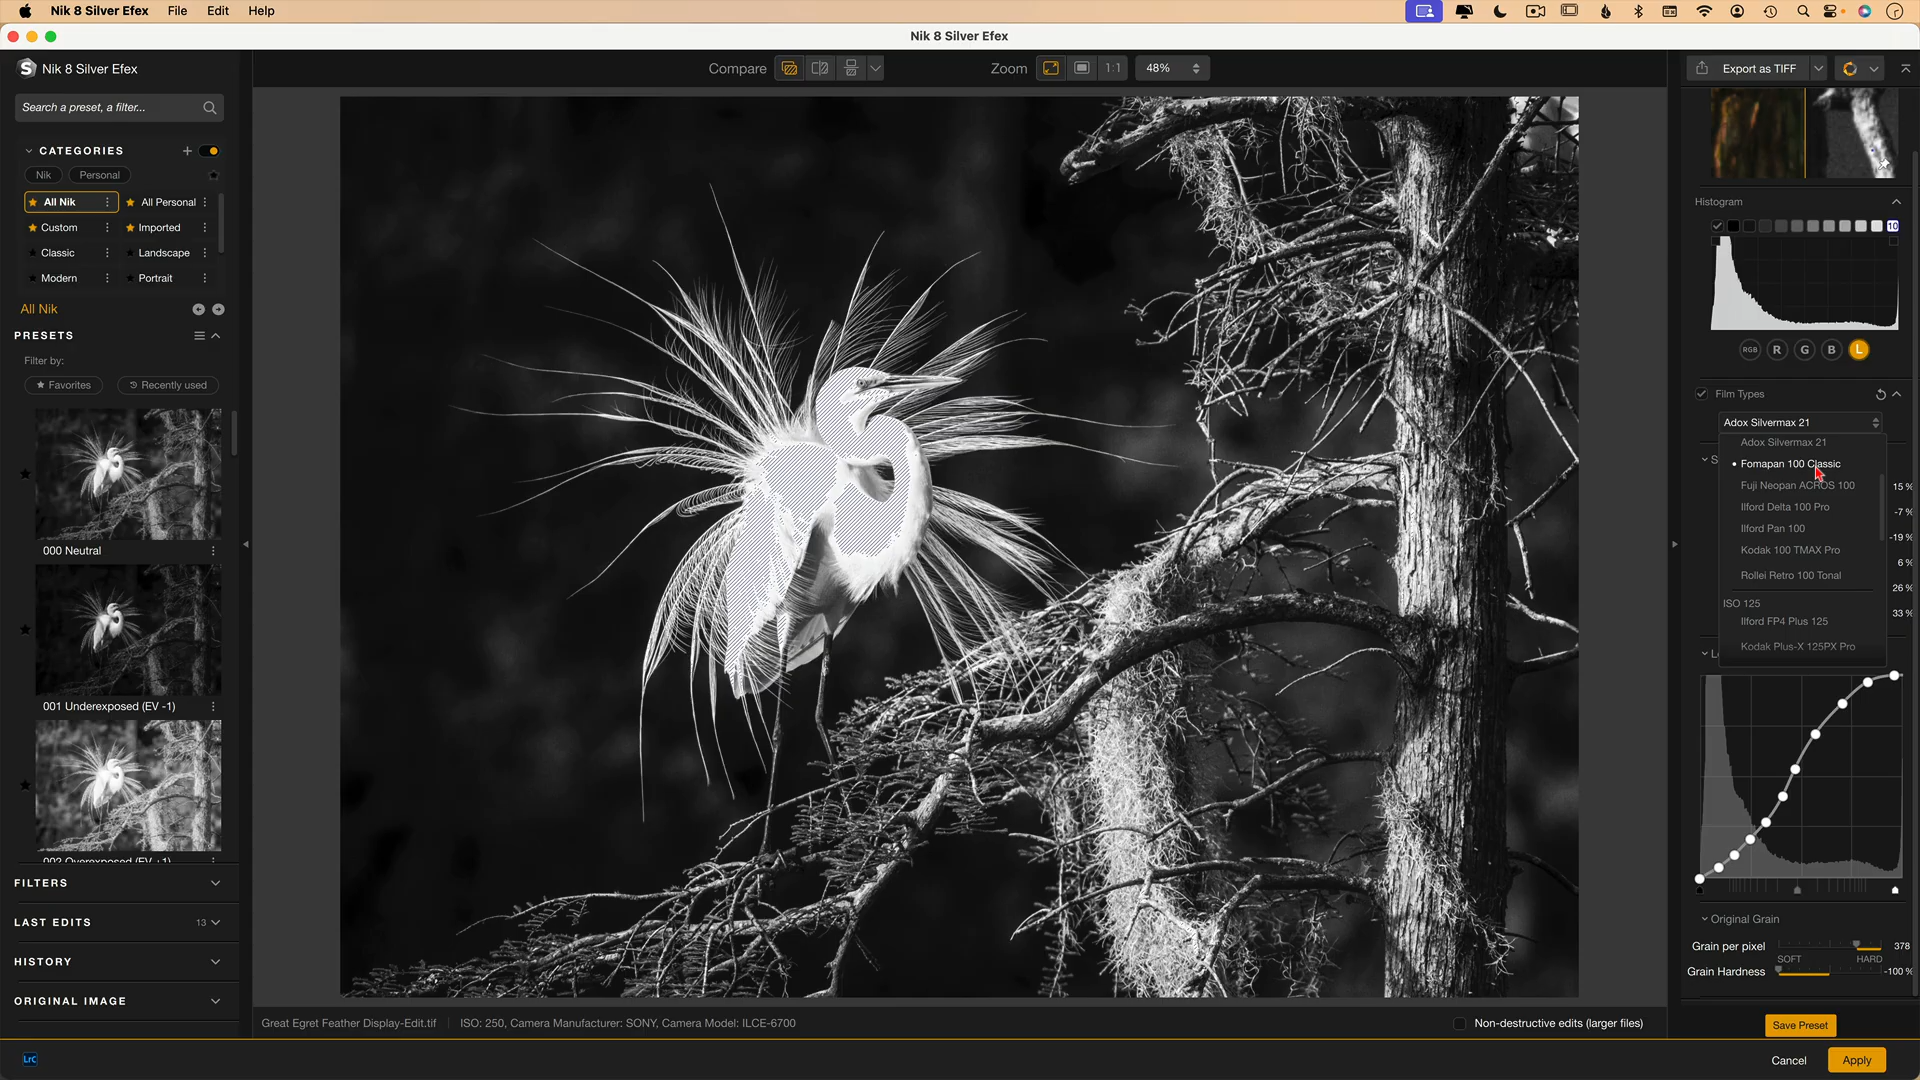 Nik 8 Silver Efex File Edit Help
Nik 8 Silver Efex
Nik 8 Silver Efex
Compare
Zoom
1:1
48%
Export as TIFF
Search a preset, a filter...
CATEGORIES
Nik
Personal
All Nik
All Personal
Custom
Imported
Classic
Landscape
Modern
Portrait
All Nik
PRESETS
Filter by:
Favorites
Recently used
000 Neutral
001 Underexposed (EV -1)
002 Overexposed (EV +1)
FILTERS
LAST EDITS 13
HISTORY
ORIGINAL IMAGE
Great Egret Feather Display-Edit.tif
ISO: 250, Camera Manufacturer: SONY, Camera Model: ILCE-6700
Non-destructive edits (larger files)
Histogram
10
RGB R G B L
Film Types
Adox Silvermax 21
Adox Silvermax 21
Fomapan 100 Classic
Fuji Neopan ACROS 100
Ilford Delta 100 Pro
Ilford Pan 100
Kodak 100 TMAX Pro
Rollei Retro 100 Tonal
ISO 125
Ilford FP4 Plus 125
Kodak Plus-X 125PX Pro
15 %
-7 %
-19 %
6 %
26 %
33 %
Original Grain
Grain per pixel
378
SOFT
HARD
Grain Hardness
-100 %
Save Preset
LrC
Cancel
Apply